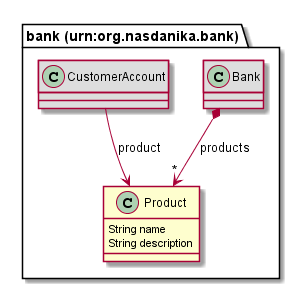 bank (urn:org.nasdanika.bank)
C CustomerAccount
C Bank
product
products
*
C Product
String name
String description